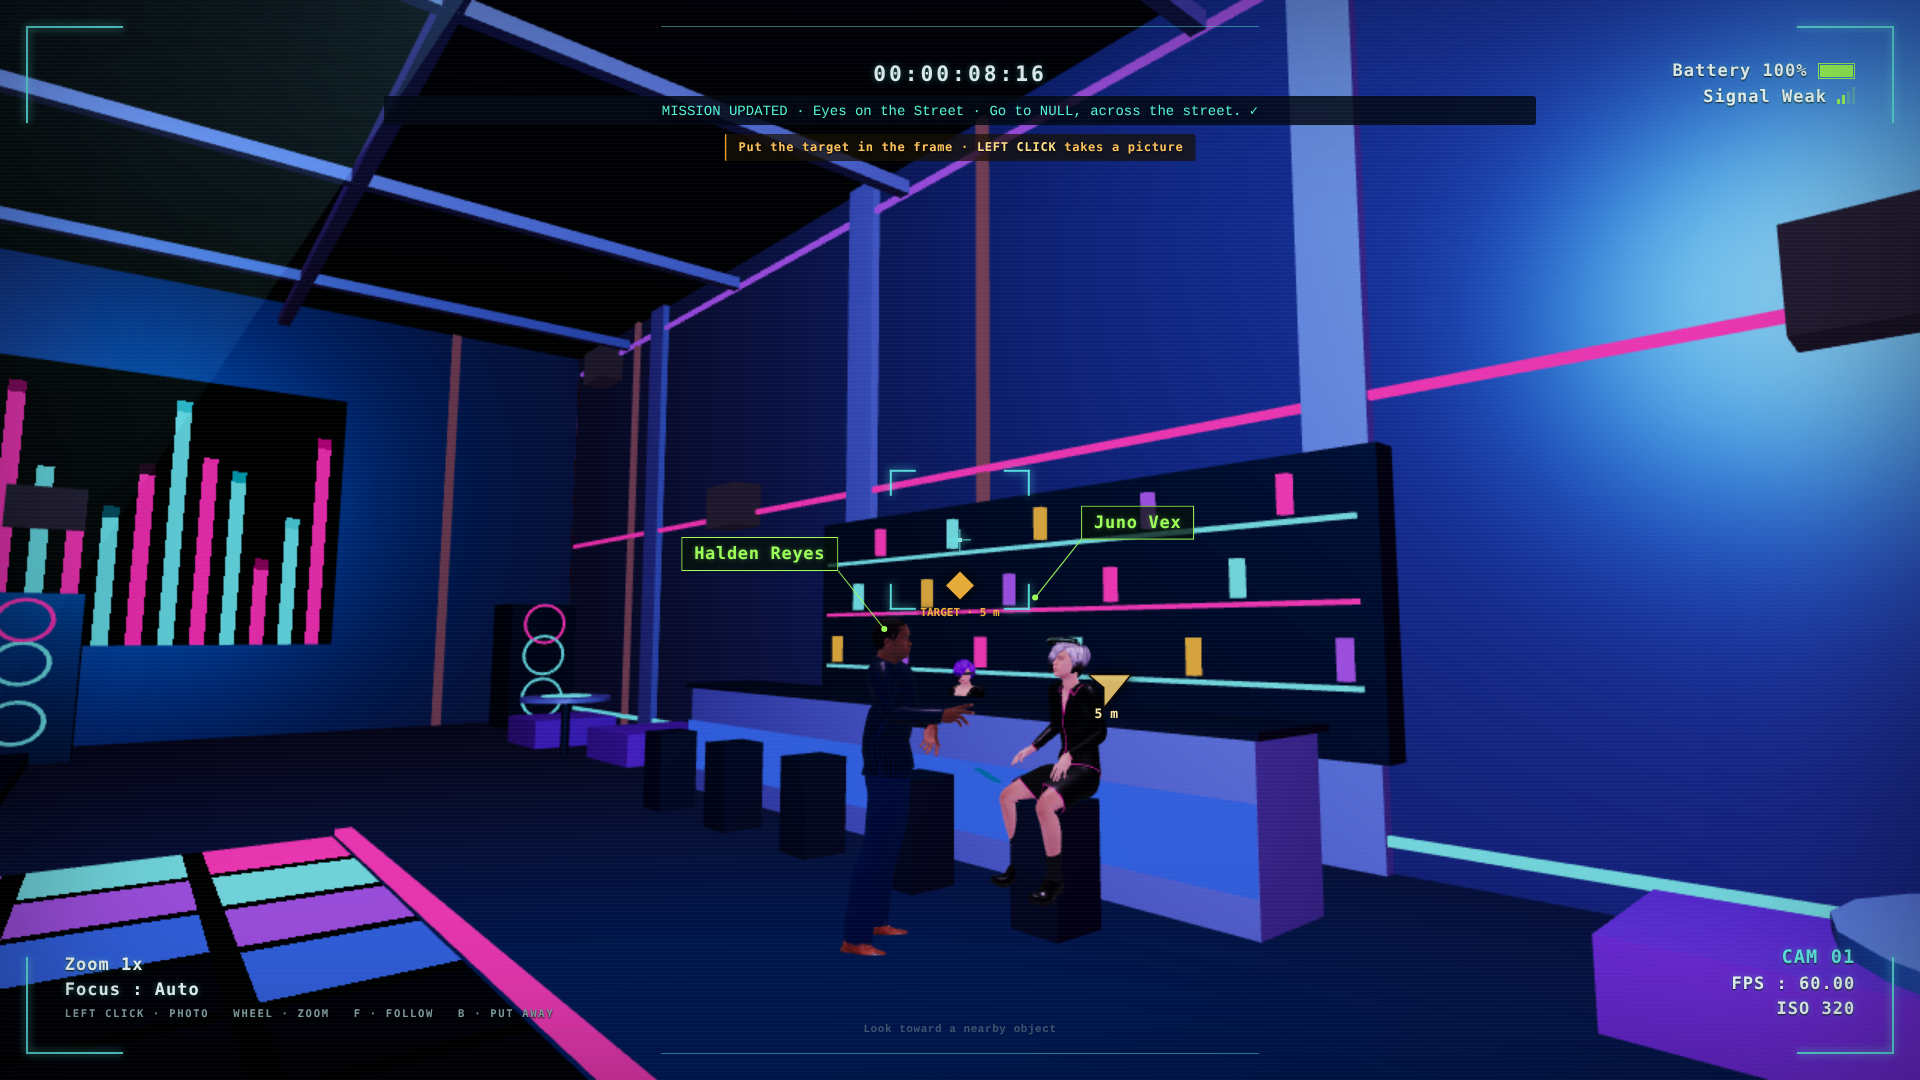 00:00:08:16
Battery 100%
Signal Weak
MISSION UPDATED · Eyes on the Street · Go to NULL, across the street. ✓
Put the target in the frame · LEFT CLICK takes a picture
Juno Vex
Halden Reyes
TARGET · 5 m
5 m
Zoom 1x
Focus : Auto
LEFT CLICK · PHOTO WHEEL · ZOOM F · FOLLOW B · PUT AWAY
Look toward a nearby object
CAM 01
FPS : 60.00
ISO 320